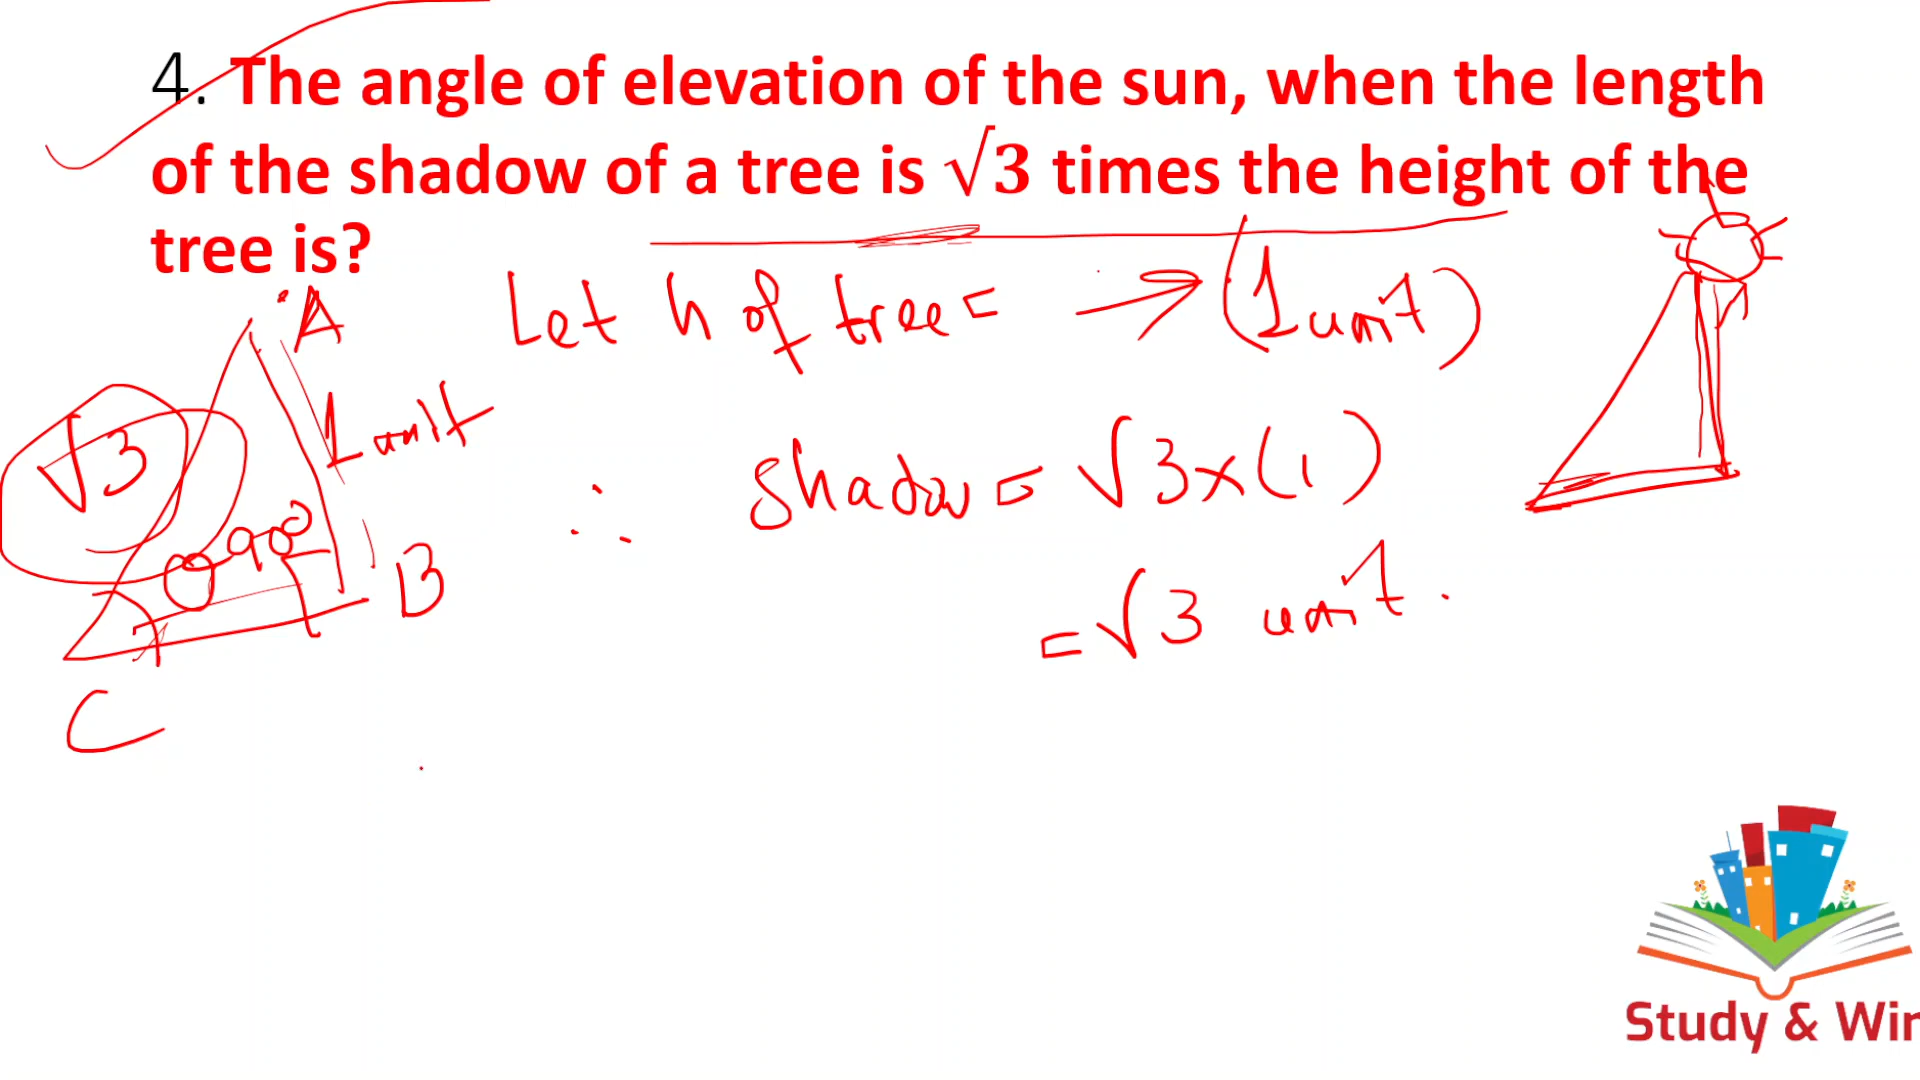 4. The angle of elevation of the sun, when the length
of the shadow of a tree is √3 times the height of the
tree is?
Let h of tree = → (1 unit)
A
1 unit
√3
90°
B
C
∴ shadow = √3 × (1)
= √3 unit.
Study & Win